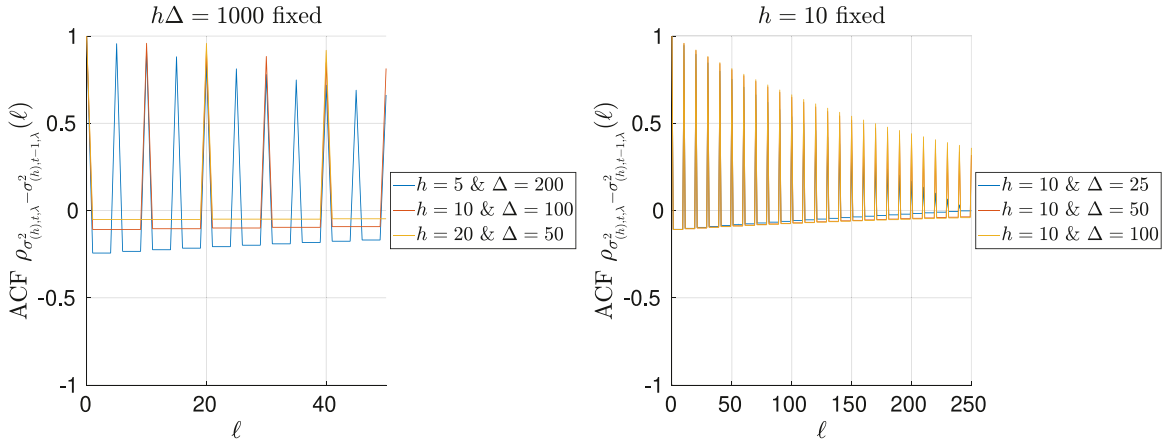 hΔ = 1000 fixed
ACF ρ_{σ²_{(h),t,λ}−σ²_{(h),t−1,λ}}(ℓ)
1
0.5
0
-0.5
-1
0 20 40
ℓ
h = 5 & Δ = 200
h = 10 & Δ = 100
h = 20 & Δ = 50
h = 10 fixed
ACF ρ_{σ²_{(h),t,λ}−σ²_{(h),t−1,λ}}(ℓ)
1
0.5
0
-0.5
-1
0 50 100 150 200 250
ℓ
h = 10 & Δ = 25
h = 10 & Δ = 50
h = 10 & Δ = 100